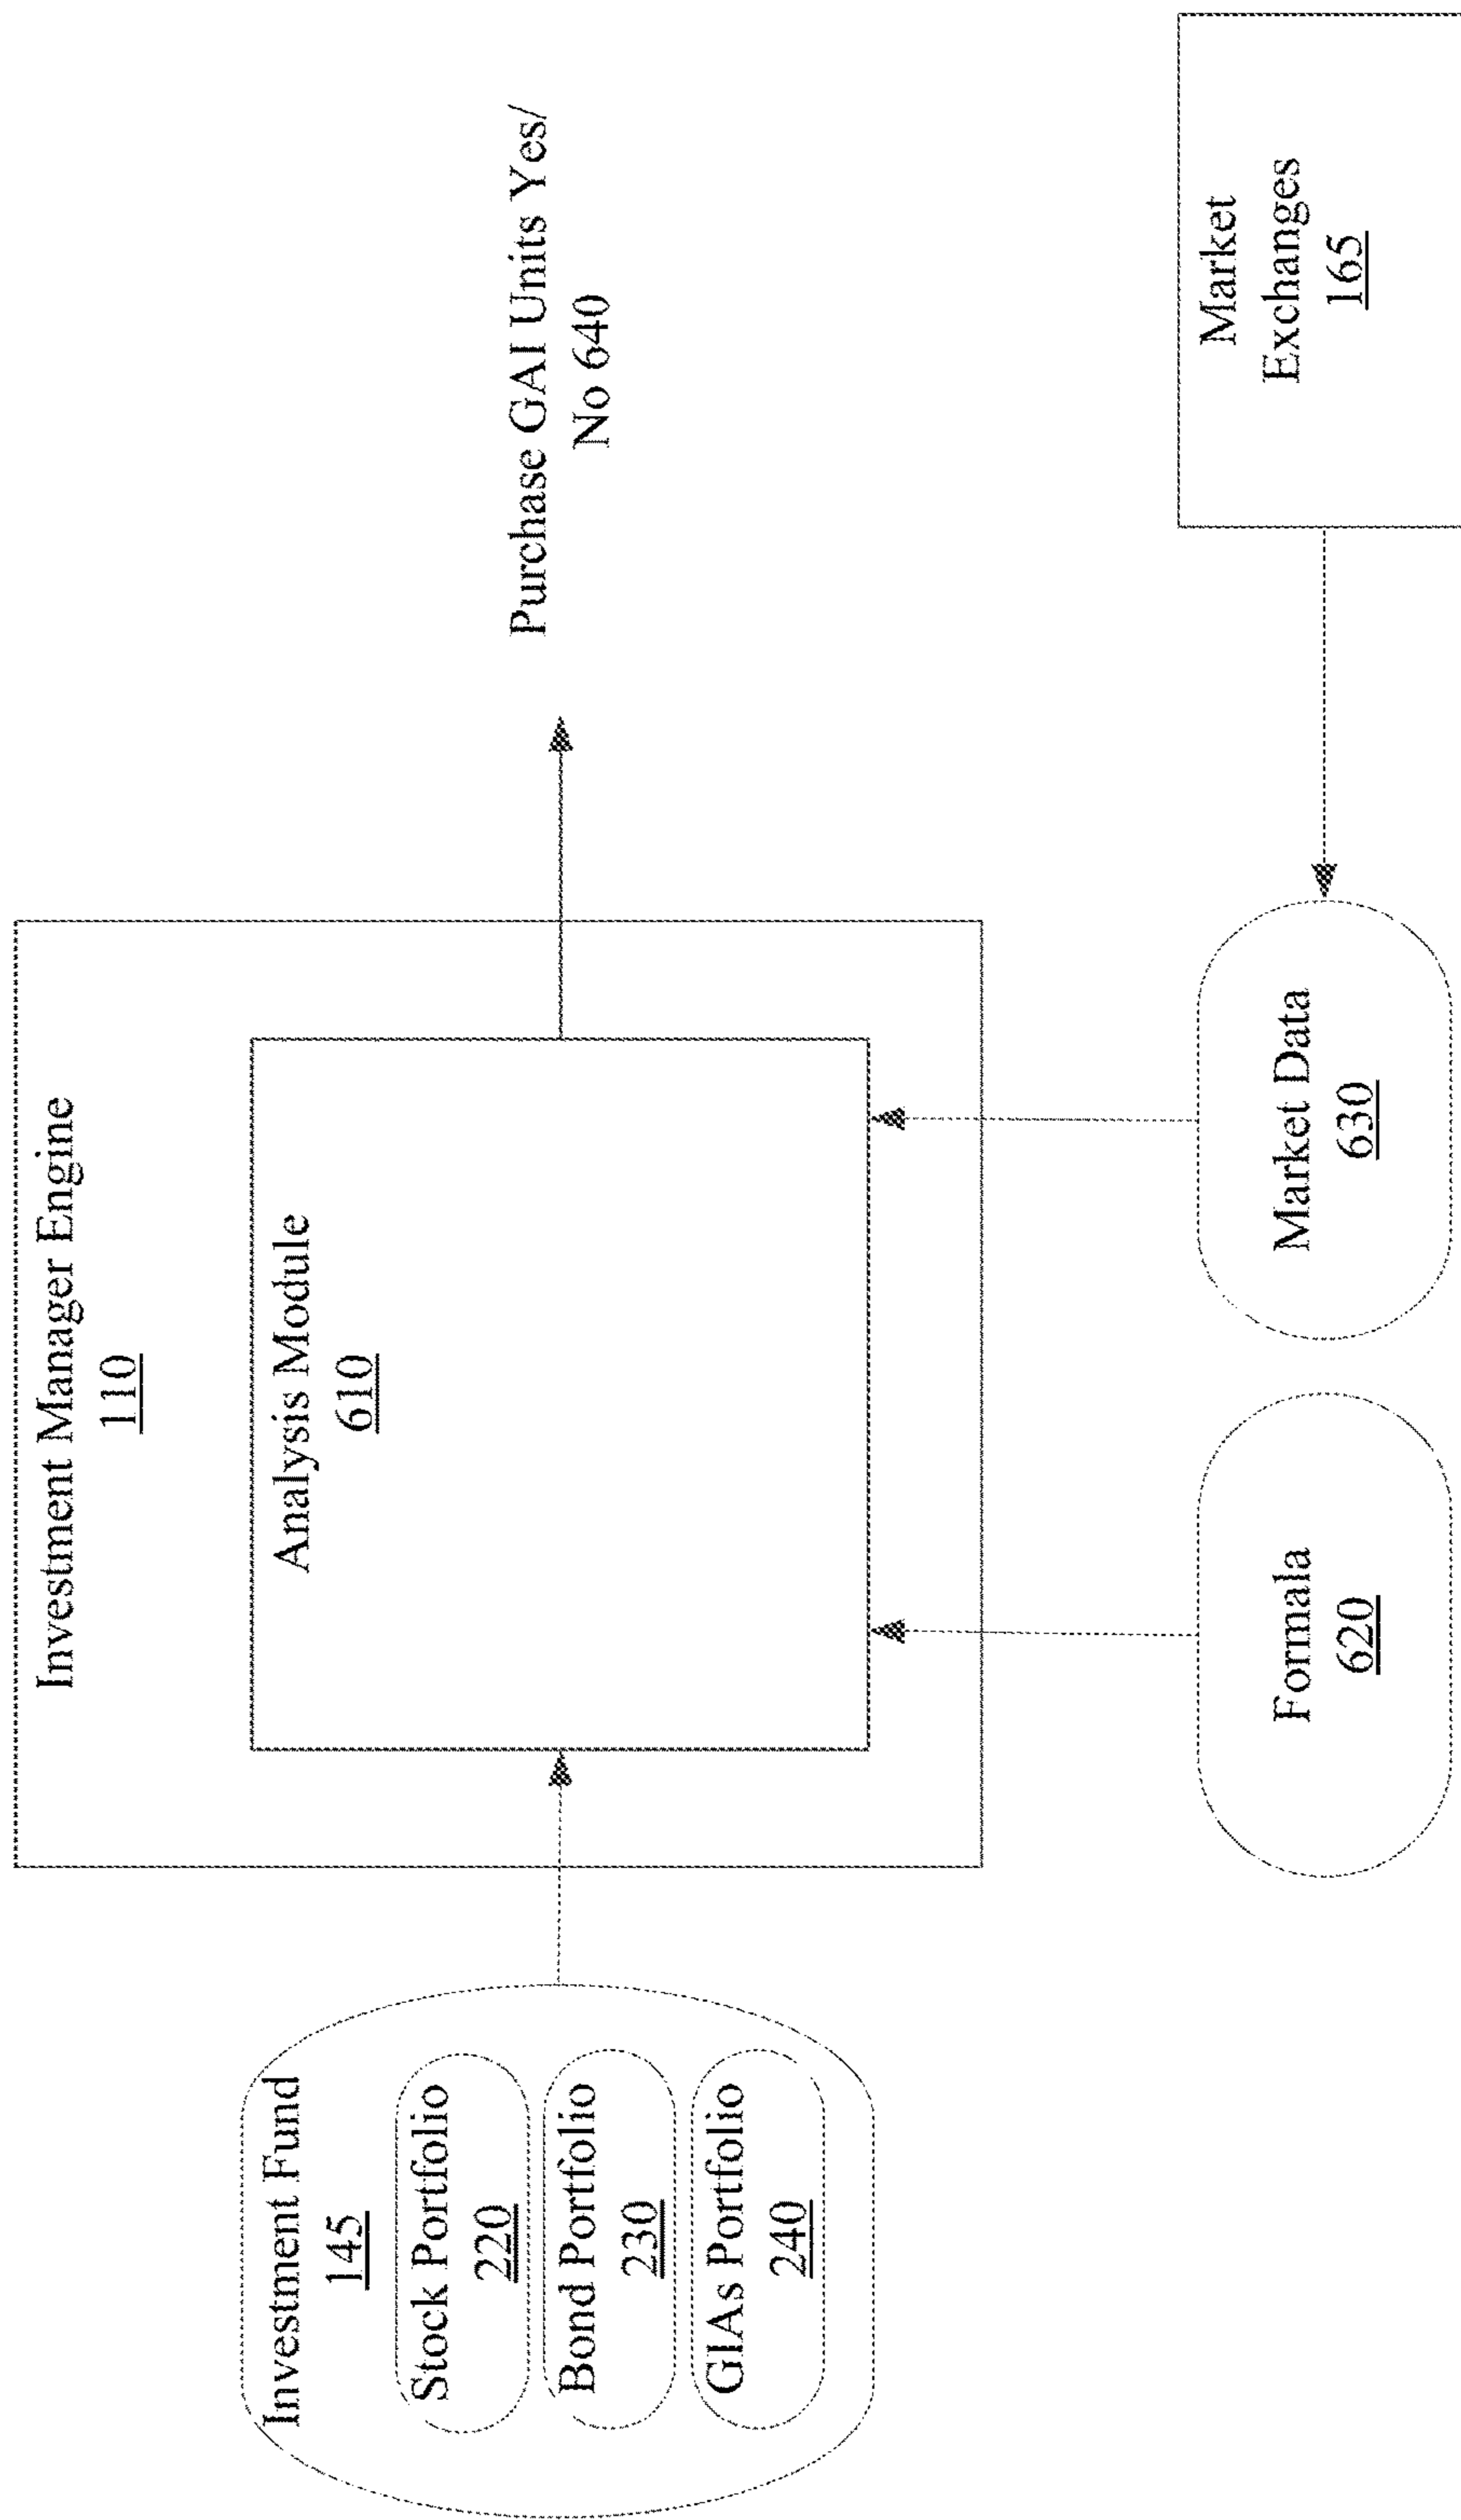 Investment Manager Engine
110
Analysis Module
610
Investment Fund
145
Stock Portfolio
220
Bond Portfolio
230
GIAs Portfolio
240
Purchase GAI Units Yes/
No 640
Formala
620
Market Data
630
Market
Exchanges
165